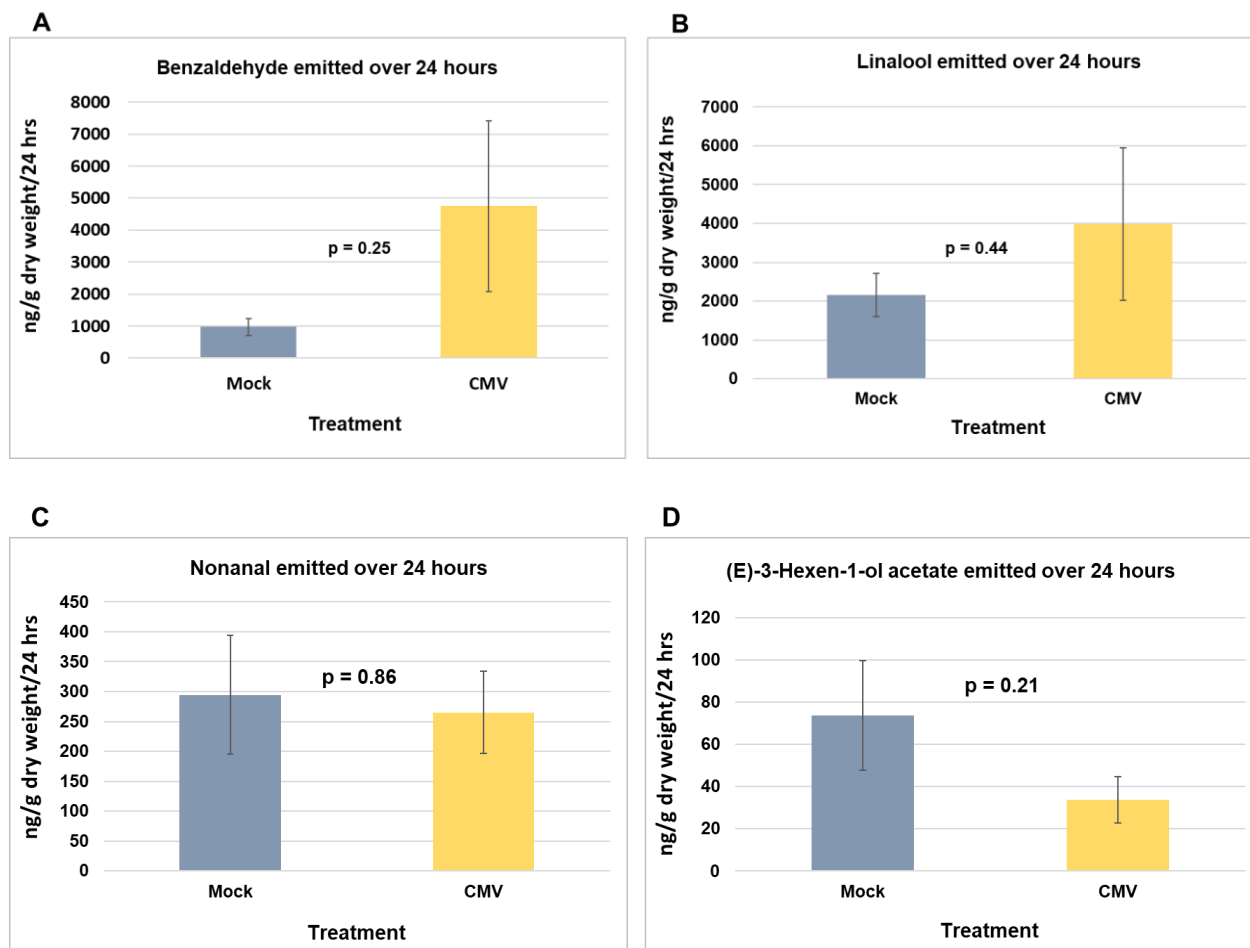 A
Benzaldehyde emitted over 24 hours
ng/g dry weight/24 hrs
8000
7000
6000
5000
4000
3000
2000
1000
0
p = 0.25
Mock
CMV
Treatment
B
Linalool emitted over 24 hours
ng/g dry weight/24 hrs
7000
6000
5000
4000
3000
2000
1000
0
p = 0.44
Mock
CMV
Treatment
C
Nonanal emitted over 24 hours
ng/g dry weight/24 hrs
450
400
350
300
250
200
150
100
50
0
p = 0.86
Mock
CMV
Treatment
D
(E)-3-Hexen-1-ol acetate emitted over 24 hours
ng/g dry weight/24 hrs
120
100
80
60
40
20
0
p = 0.21
Mock
CMV
Treatment